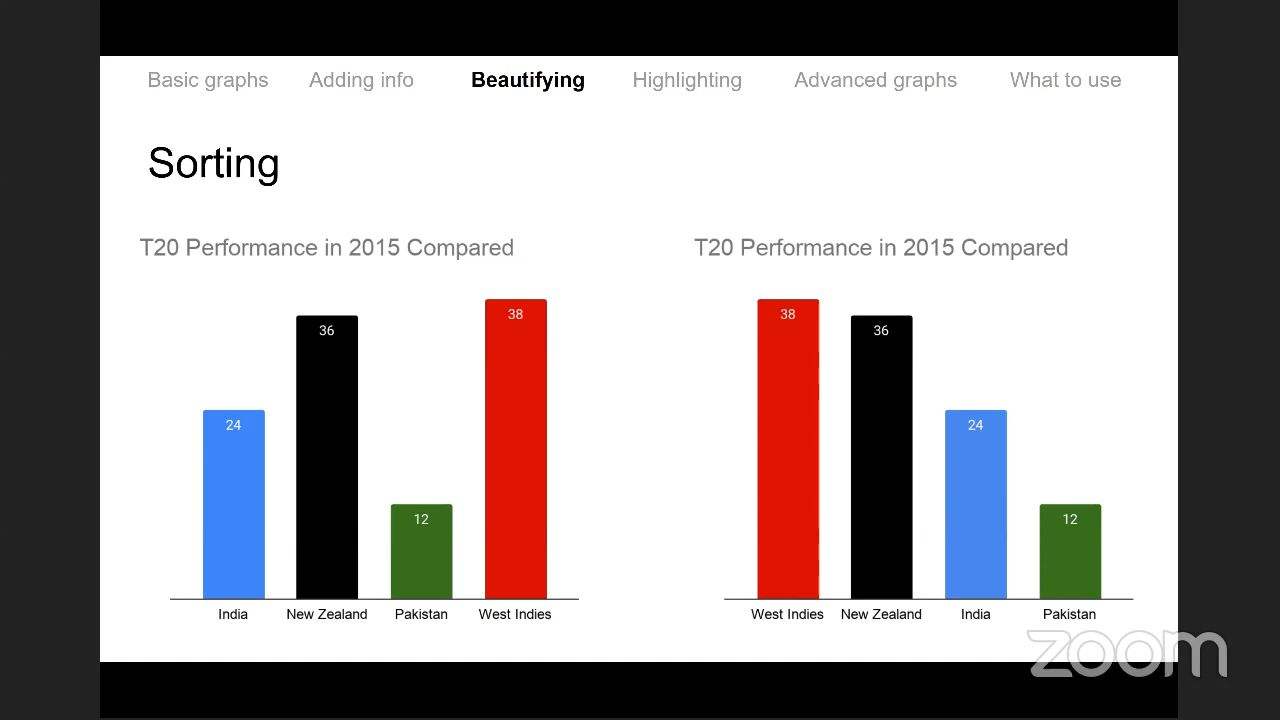 Basic graphs Adding info Beautifying Highlighting Advanced graphs What to use
Sorting
T20 Performance in 2015 Compared
24
36
12
38
India New Zealand Pakistan West Indies
T20 Performance in 2015 Compared
38
36
24
12
West Indies New Zealand India Pakistan
zoom